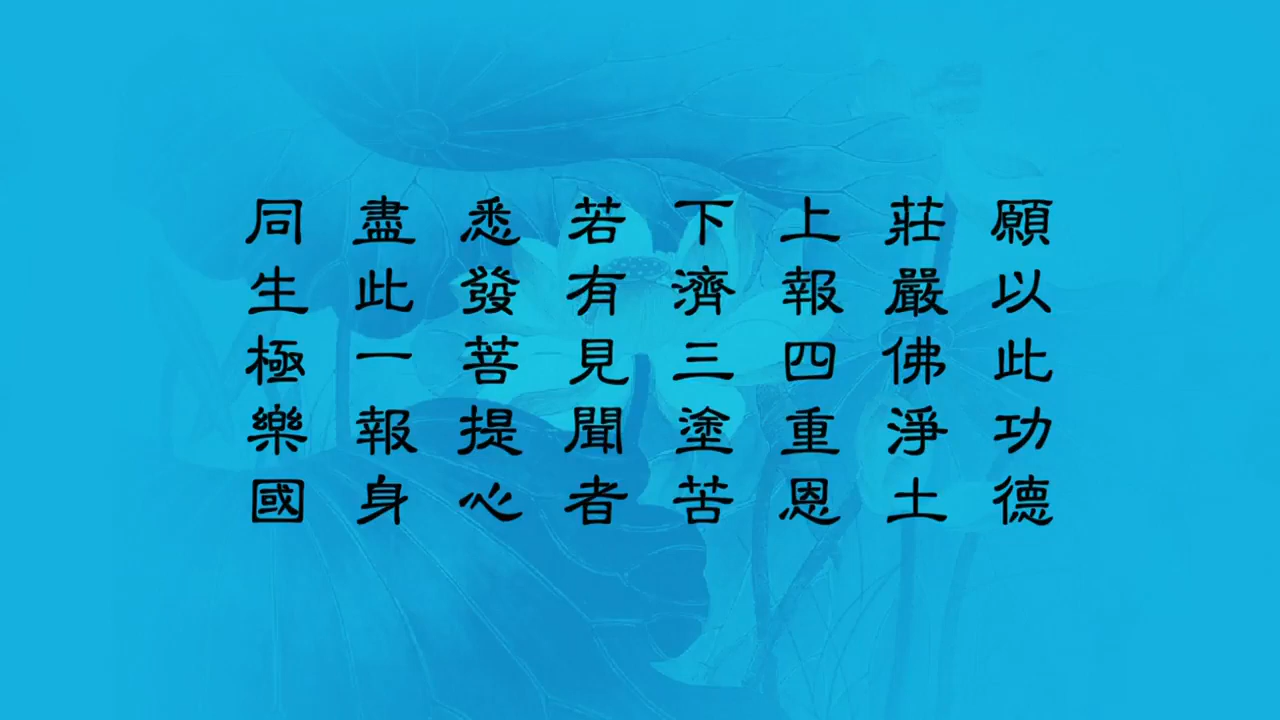 願以此功德
莊嚴佛淨土
上報四重恩
下濟三塗苦
若有見聞者
悉發菩提心
盡此一報身
同生極樂國